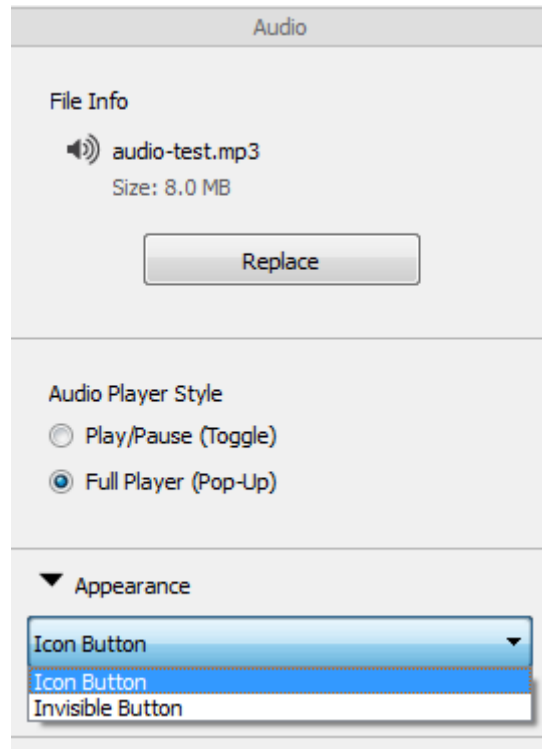 Audio
File Info
audio-test.mp3
Size: 8.0 MB
Replace
Audio Player Style
Play/Pause (Toggle)
Full Player (Pop-Up)
Appearance
Icon Button
Icon Button
Invisible Button